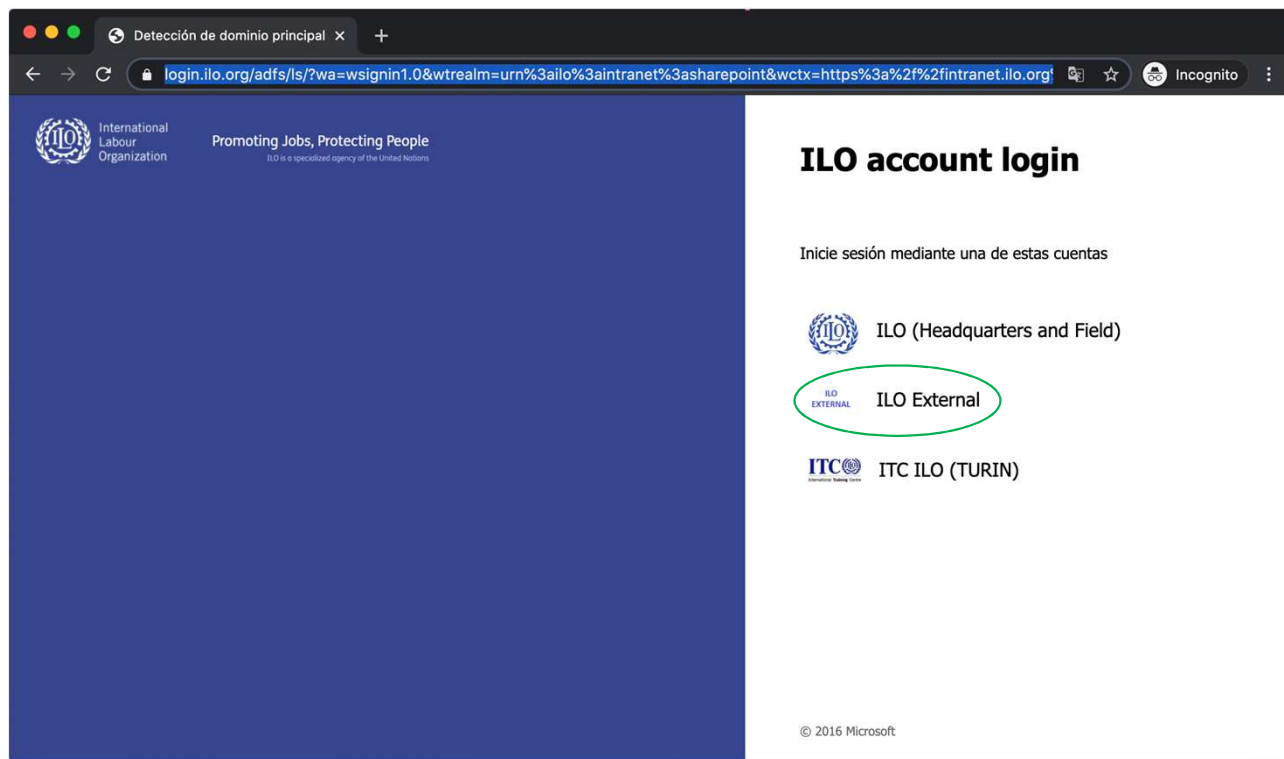 Detección de dominio principal
login.ilo.org/adfs/ls/?wa=wsignin1.0&wtrealm=urn%3ailo%3aintranet%3asharepoint&wctx=https%3a%2f%2fintranet.ilo.org%
Incognito
International
Labour
Organization
Promoting Jobs, Protecting People
ILO is a specialized agency of the United Nations
ILO account login
Inicie sesión mediante una de estas cuentas
ILO (Headquarters and Field)
ILO
EXTERNAL
ILO External
ITC
International Training Centre
ITC ILO (TURIN)
© 2016 Microsoft